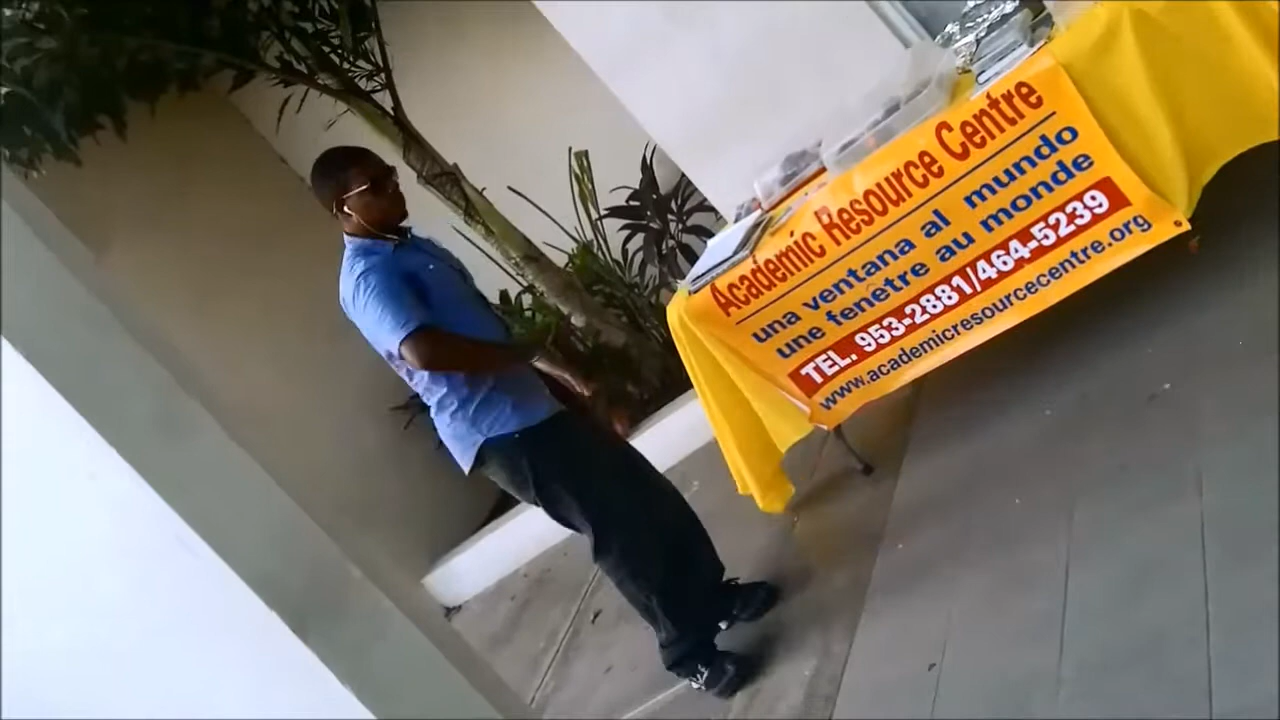 Academic Resource Centre
una ventana al mundo
une fenêtre au monde
TEL. 953-2881/464-5239
www.academicresourcecentre.org